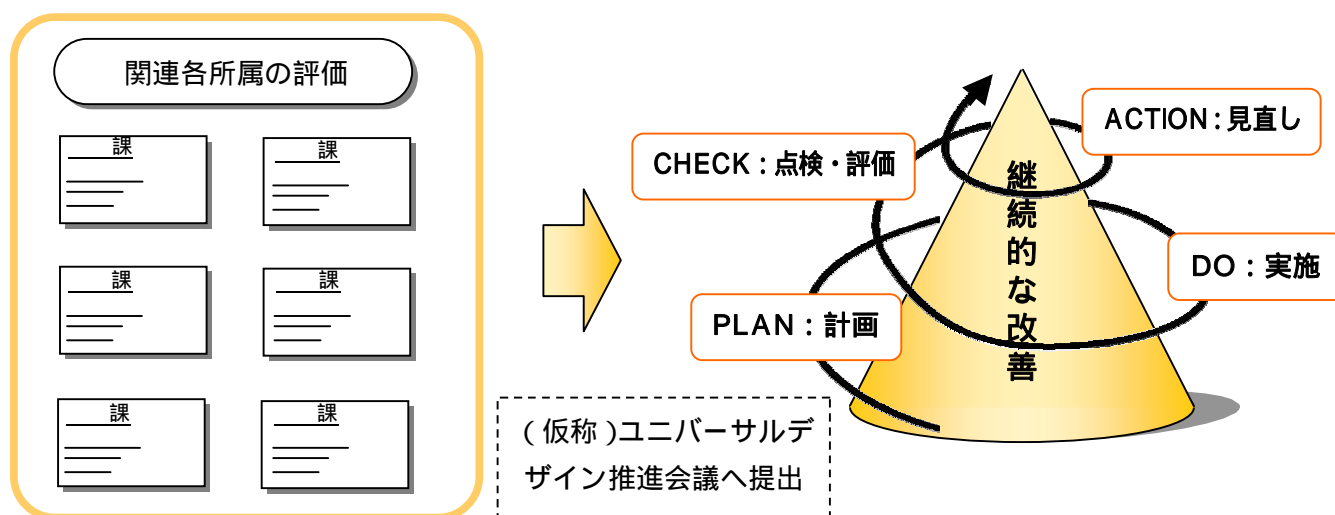 関連各所属の評価
課
課
課
課
課
課
(仮称)ユニバーサルデ
ザイン推進会議へ提出
ACTION:見直し
CHECK:点検・評価
DO:実施
PLAN:計画
継続的な改善